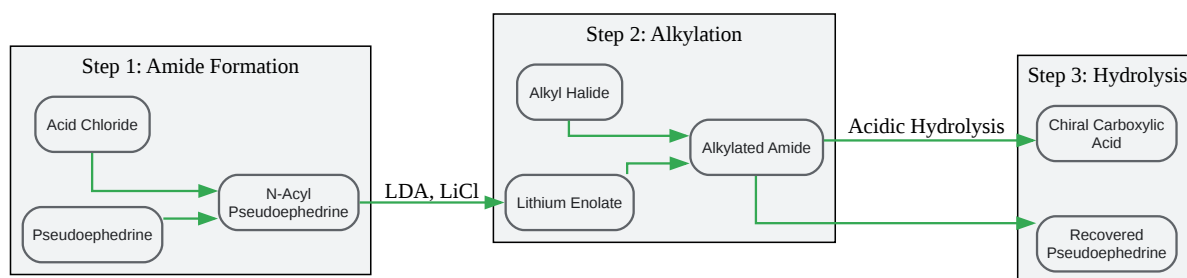 Step 1: Amide Formation
Acid Chloride
Pseudoephedrine
N-Acyl
Pseudoephedrine
LDA, LiCl
Step 2: Alkylation
Alkyl Halide
Lithium Enolate
Alkylated Amide
Acidic Hydrolysis
Step 3: Hydrolysis
Chiral Carboxylic
Acid
Recovered
Pseudoephedrine